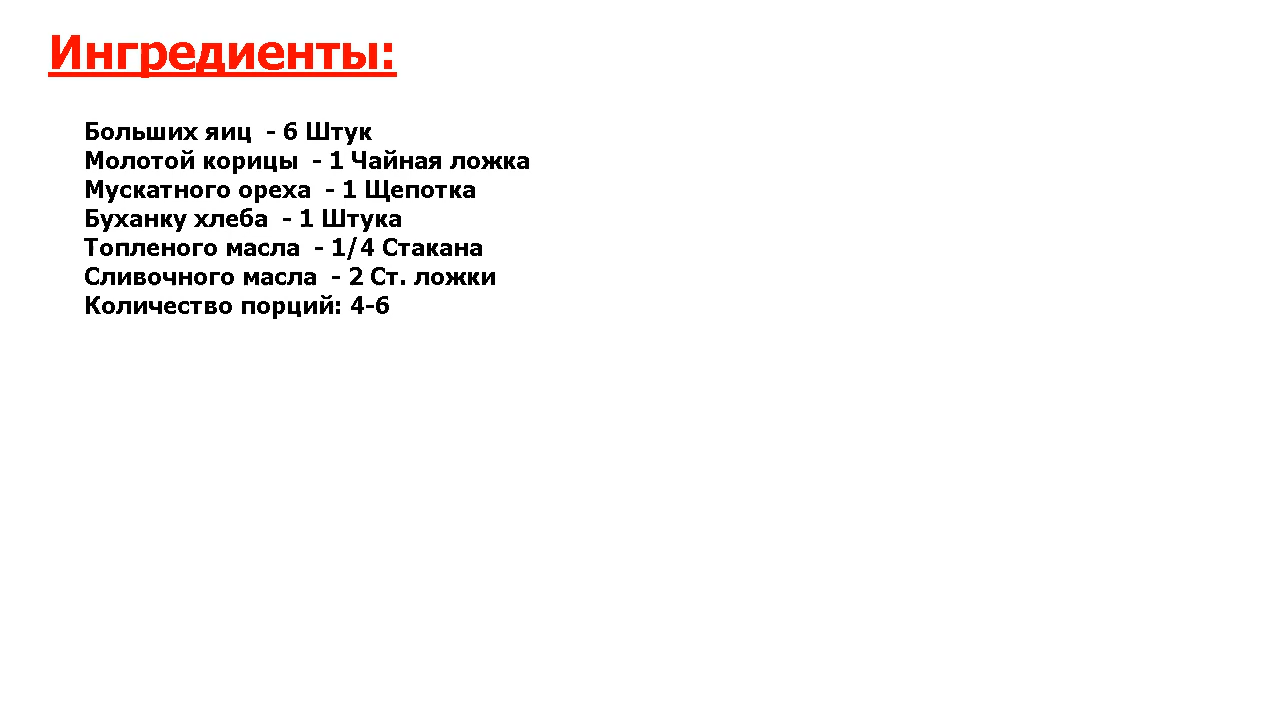 Ингредиенты:
Больших яиц  - 6 Штук
Молотой корицы  - 1 Чайная ложка
Мускатного ореха  - 1 Щепотка
Буханку хлеба  - 1 Штука
Топленого масла  - 1/4 Стакана
Сливочного масла  - 2 Ст. ложки
Количество порций: 4-6